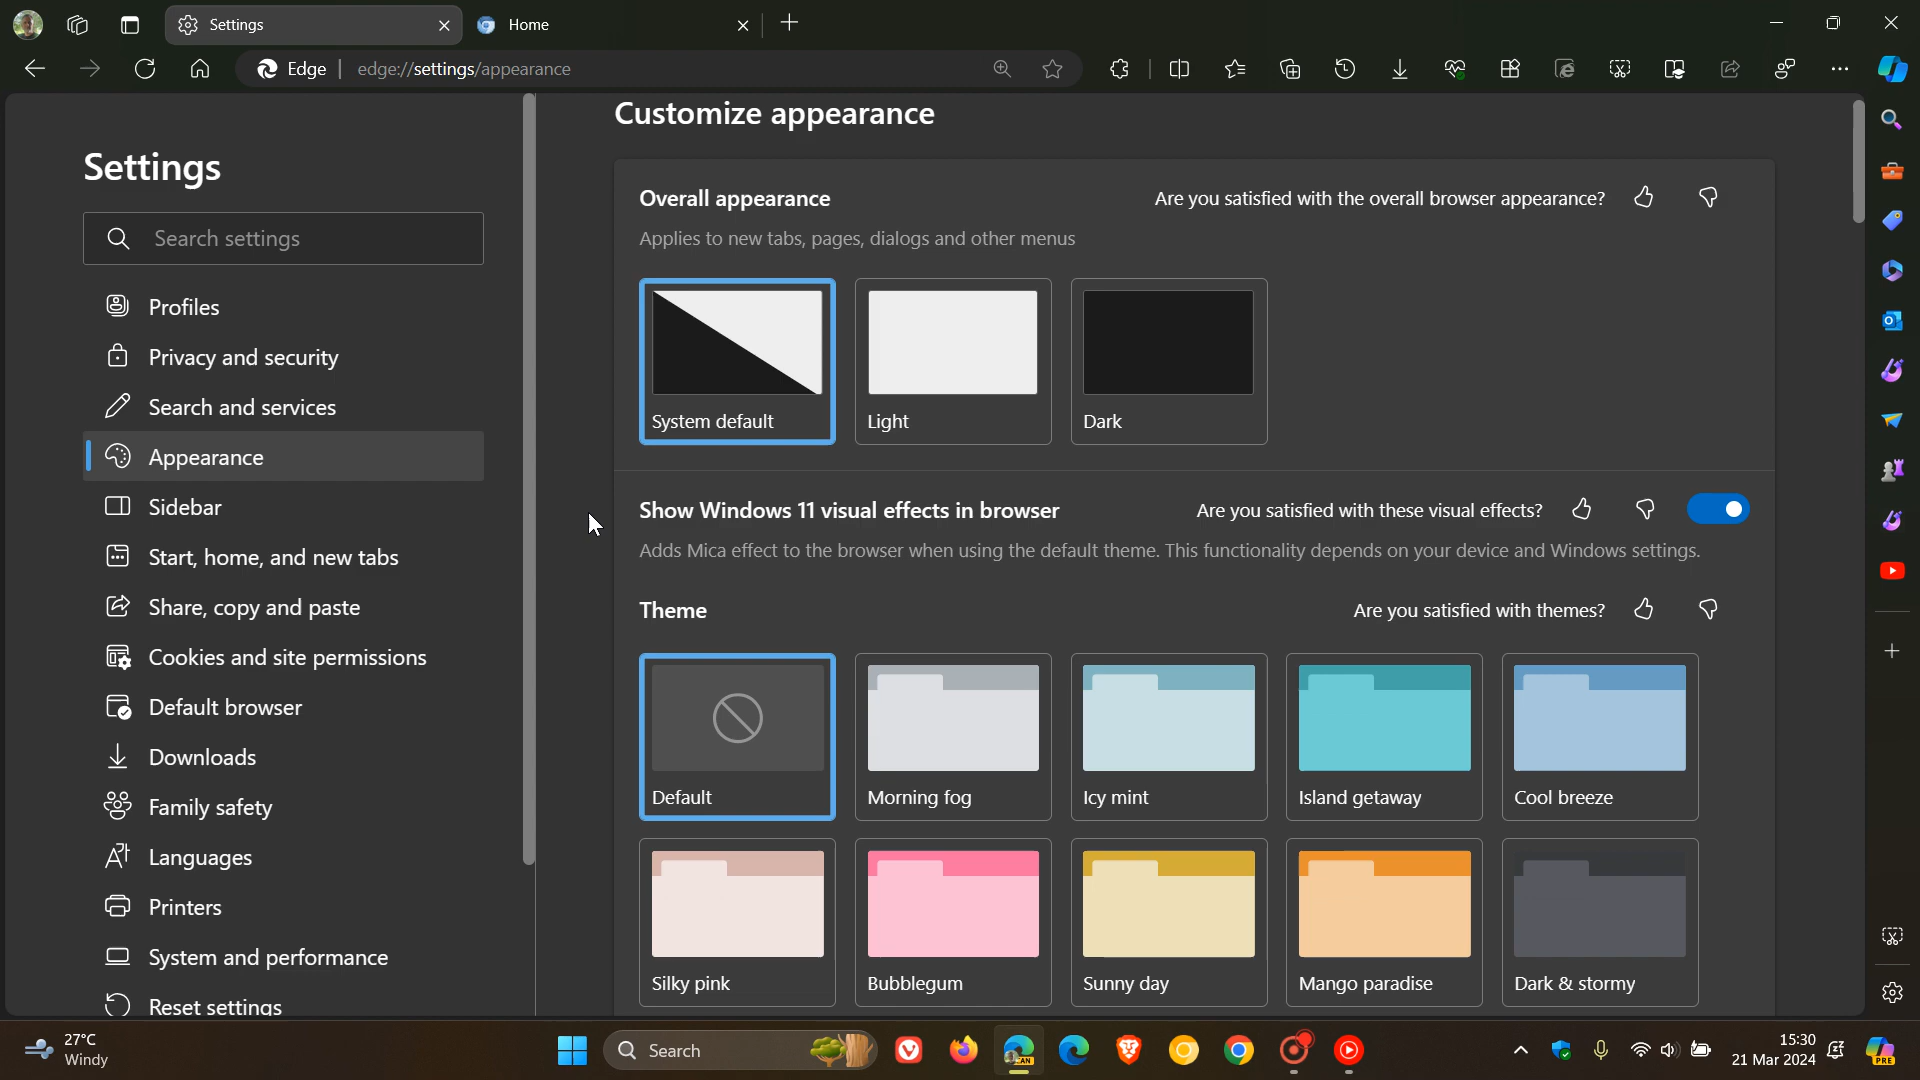 Settings
Home
Edge
edge://settings/appearance
Settings
Search settings
Profiles
Privacy and security
Search and services
Appearance
Sidebar
Start, home, and new tabs
Share, copy and paste
Cookies and site permissions
Default browser
Downloads
Family safety
Languages
Printers
System and performance
Reset settings
Customize appearance
Overall appearance
Are you satisfied with the overall browser appearance?
Applies to new tabs, pages, dialogs and other menus
System default
Light
Dark
Show Windows 11 visual effects in browser
Are you satisfied with these visual effects?
Adds Mica effect to the browser when using the default theme. This functionality depends on your device and Windows settings.
Theme
Are you satisfied with themes?
Default
Morning fog
Icy mint
Island getaway
Cool breeze
Silky pink
Bubblegum
Sunny day
Mango paradise
Dark & stormy
27°C
Windy
Search
CAN
15:30
21 Mar 2024
PRE